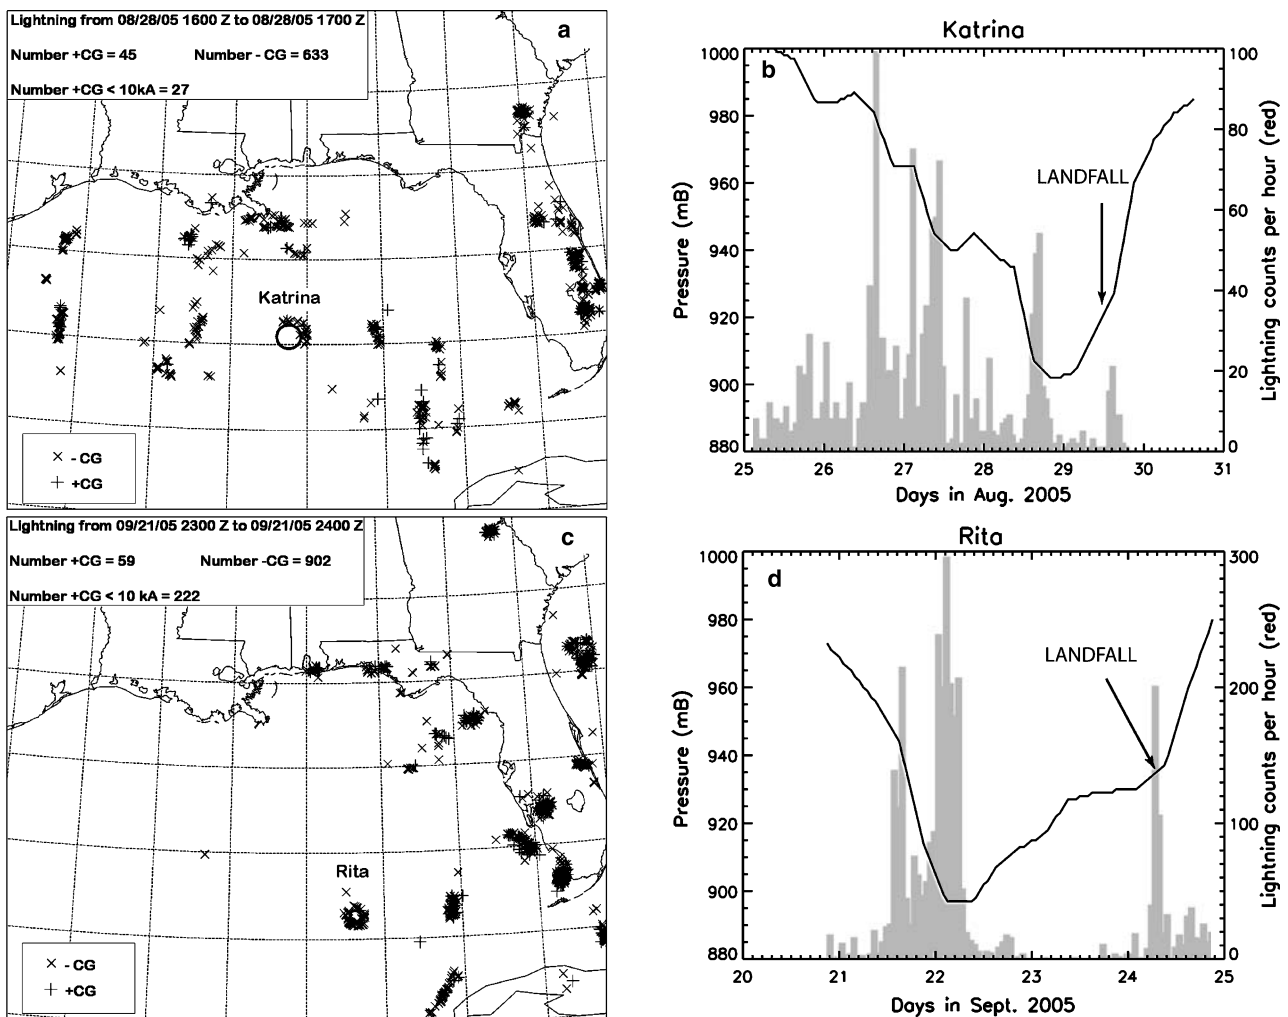 Lightning from 08/28/05 1600 Z to 08/28/05 1700 Z
Number +CG = 45 Number - CG = 633
Number +CG < 10kA = 27
a
Katrina
× - CG
+ +CG
Katrina
b
1000
980
960
940
920
900
880
Pressure (mB)
LANDFALL
100
80
60
40
20
0
Lightning counts per hour (red)
25 26 27 28 29 30 31
Days in Aug. 2005
Lightning from 09/21/05 2300 Z to 09/21/05 2400 Z
Number +CG = 59 Number -CG = 902
Number +CG < 10 kA = 222
c
Rita
× - CG
+ +CG
Rita
d
1000
980
960
940
920
900
880
Pressure (mB)
LANDFALL
300
200
100
0
Lightning counts per hour (red)
20 21 22 23 24 25
Days in Sept. 2005